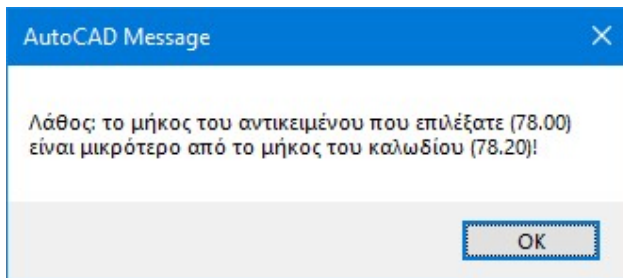 AutoCAD Message
Λάθος: το μήκος του αντικειμένου που επιλέξατε (78.00)
είναι μικρότερο από το μήκος του καλωδίου (78.20)!
OK